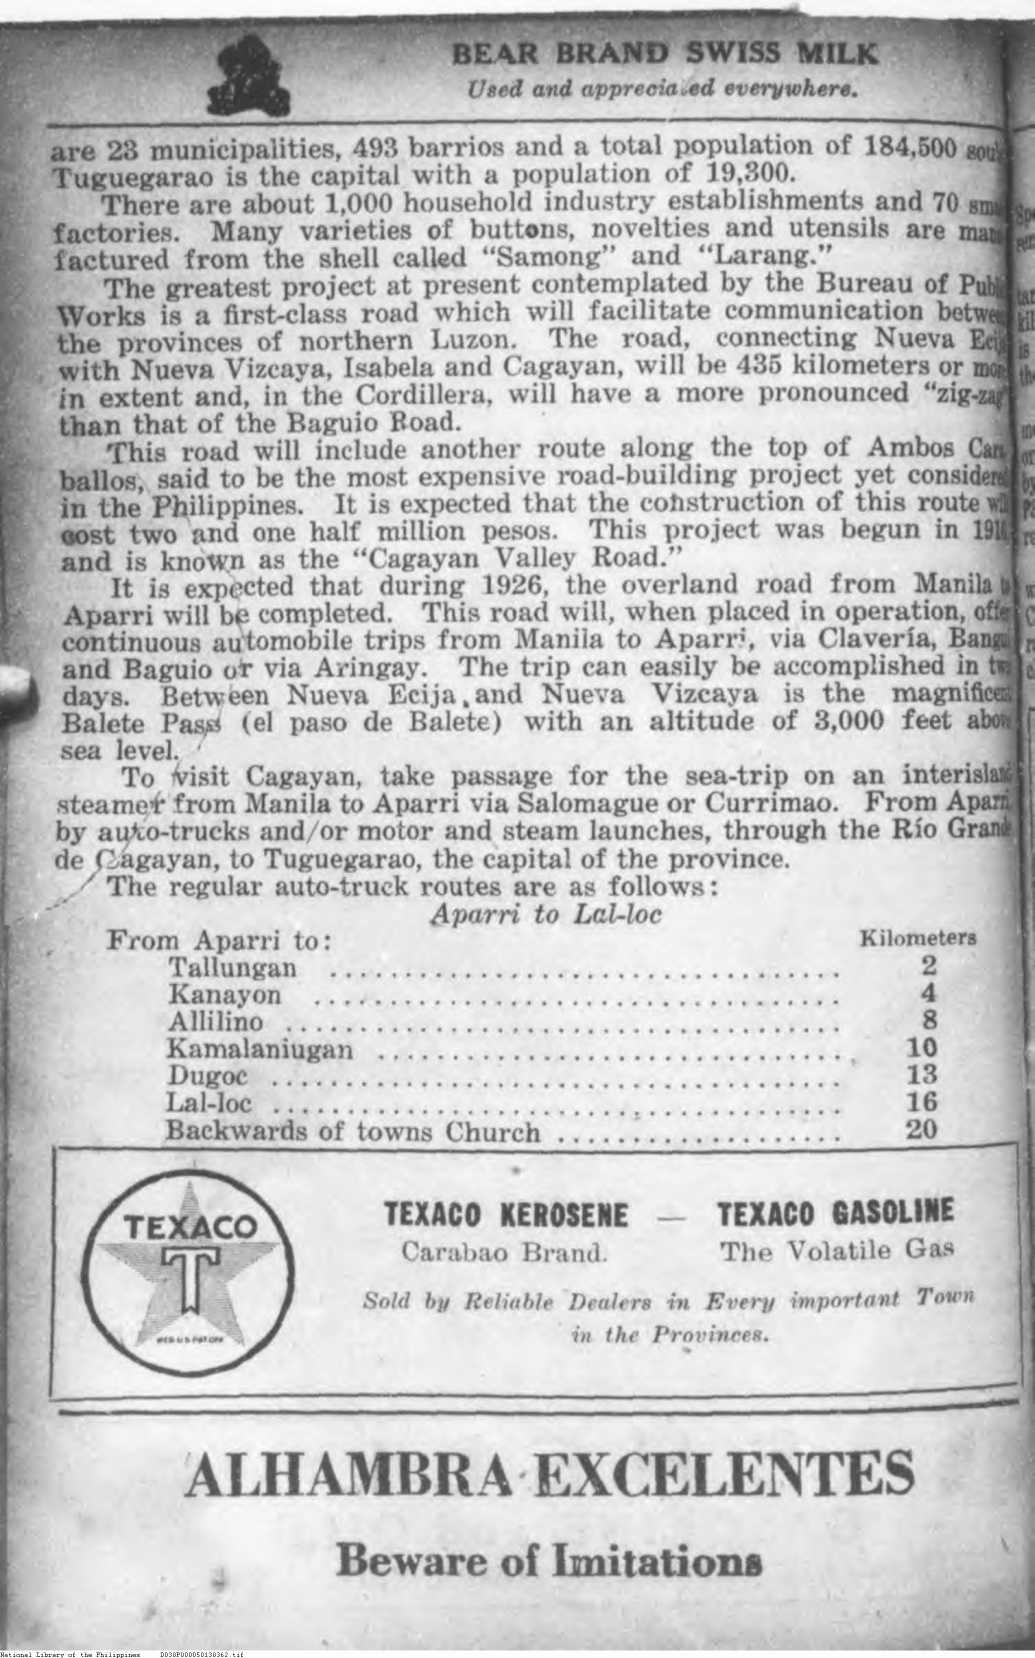 BEAR BRAND SWISS MILK
Used and appreciated everywhere.
are 23 municipalities, 493 barrios and a total population of 184,500
Tuguegarao is the capital with a population of 19,300.
There are about 1,000 household industry establishments and 70
factories. Many varieties of buttons, novelties and utensils are
factured from the shell called “Samong” and “Larang.”
The greatest project at present contemplated by the Bureau of
Works is a first-class road which will facilitate communication
the provinces of northern Luzon. The road, connecting Nueva
with Nueva Vizcaya, Isabela and Cagayan, will be 435 kilometers or
in extent and, in the Cordillera, will have a more pronounced “zig-zag”
than that of the Baguio Road.
This road will include another route along the top of Ambos
ballos, said to be the most expensive road-building project yet
in the Philippines. It is expected that the construction of this route
cost two and one half million pesos. This project was begun in
and is known as the “Cagayan Valley Road.”
It is expected that during 1926, the overland road from Manila
Aparri will be completed. This road will, when placed in operation,
continuous automobile trips from Manila to Aparri, via Clavería,
and Baguio or via Aringay. The trip can easily be accomplished in
days. Between Nueva Ecija and Nueva Vizcaya is the
Balete Pass (el paso de Balete) with an altitude of 3,000 feet
sea level.
To visit Cagayan, take passage for the sea-trip on an
steamer from Manila to Aparri via Salomague or Currimao. From
by auto-trucks and/or motor and steam launches, through the Río
de Cagayan, to Tuguegarao, the capital of the province.
The regular auto-truck routes are as follows:
Aparri to Lal-loc
From Aparri to: Kilometers
Tallungan 2
Kanayon 4
Allilino 8
Kamalaniugan 10
Dugoc 13
Lal-loc 16
Backwards of towns Church 20
TEXACO
T
REG. U.S. PAT. OFF.
TEXACO KEROSENE — TEXACO GASOLINE
Carabao Brand. The Volatile Gas
Sold by Reliable Dealers in Every important Town
in the Provinces.
ALHAMBRA EXCELENTES
Beware of Imitations
National Library of the Philippines D030P000050130362.tif